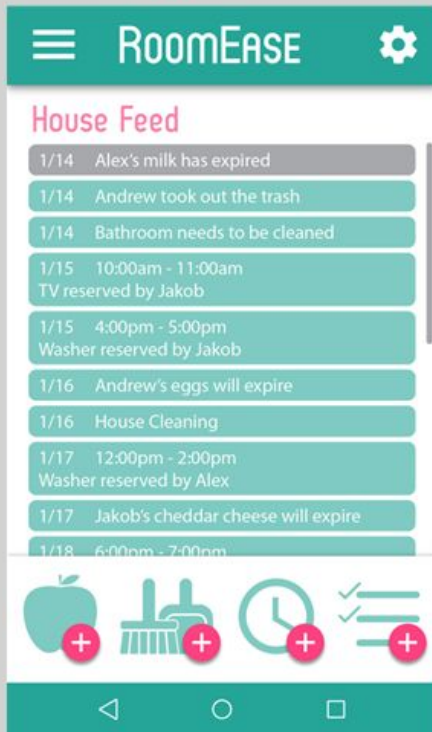 RoomEase
House Feed
1/14 Alex's milk has expired
1/14 Andrew took out the trash
1/14 Bathroom needs to be cleaned
1/15 10:00am - 11:00am
TV reserved by Jakob
1/15 4:00pm - 5:00pm
Washer reserved by Jakob
1/16 Andrew's eggs will expire
1/16 House Cleaning
1/17 12:00pm - 2:00pm
Washer reserved by Alex
1/17 Jakob's cheddar cheese will expire
1/18 6:00pm - 7:00pm